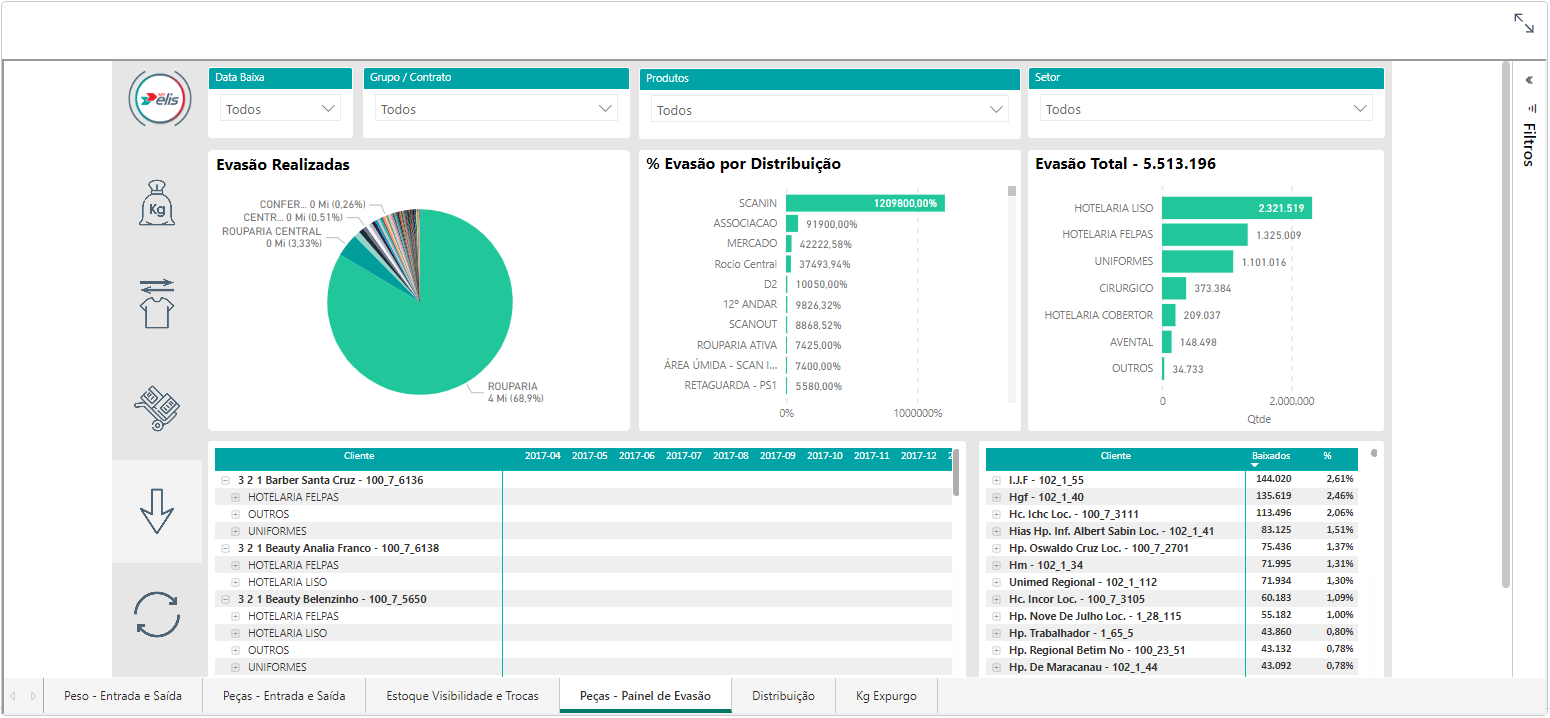 Data Baixa
Todos
Grupo / Contrato
Todos
Produtos
Todos
Setor
Todos
elis
Kg
Filtros
Evasão Realizadas
CONFER... 0 Mi (0,26%)
CENTR... 0 Mi (0,51%)
ROUPARIA CENTRAL
0 Mi (3,33%)
ROUPARIA
4 Mi (68,9%)
% Evasão por Distribuição
SCANIN 1209800,00%
ASSOCIACAO 91900,00%
MERCADO 42222,58%
Rocio Central 37493,94%
D2 10050,00%
12º ANDAR 9826,32%
SCANOUT 8868,52%
ROUPARIA ATIVA 7425,00%
ÁREA ÚMIDA - SCAN I... 7400,00%
RETAGUARDA - PS1 5580,00%
0% 1000000%
Evasão Total - 5.513.196
HOTELARIA LISO 2.321.519
HOTELARIA FELPAS 1.325.009
UNIFORMES 1.101.016
CIRURGICO 373.384
HOTELARIA COBERTOR 209.037
AVENTAL 148.498
OUTROS 34.733
0 2.000.000
Qtde
Cliente 2017-04 2017-05 2017-06 2017-07 2017-08 2017-09 2017-10 2017-11 2017-12
3 2 1 Barber Santa Cruz - 100_7_6136
HOTELARIA FELPAS
OUTROS
UNIFORMES
3 2 1 Beauty Analia Franco - 100_7_6138
HOTELARIA FELPAS
HOTELARIA LISO
3 2 1 Beauty Belenzinho - 100_7_5650
HOTELARIA FELPAS
HOTELARIA LISO
OUTROS
UNIFORMES
Cliente Baixados %
I.J.F - 102_1_55 144.020 2,61%
Hgf - 102_1_40 135.619 2,46%
Hc. Ichc Loc. - 100_7_3111 113.496 2,06%
Hias Hp. Inf. Albert Sabin Loc. - 102_1_41 83.125 1,51%
Hp. Oswaldo Cruz Loc. - 100_7_2701 75.436 1,37%
Hm - 102_1_34 71.995 1,31%
Unimed Regional - 102_1_112 71.934 1,30%
Hc. Incor Loc. - 100_7_3105 60.183 1,09%
Hp. Nove De Julho Loc. - 1_28_115 55.182 1,00%
Hp. Trabalhador - 1_65_5 43.860 0,80%
Hp. Regional Betim No - 100_23_51 43.132 0,78%
Hp. De Maracanau - 102_1_44 43.092 0,78%
Peso - Entrada e Saída
Peças - Entrada e Saída
Estoque Visibilidade e Trocas
Peças - Painel de Evasão
Distribuição
Kg Expurgo